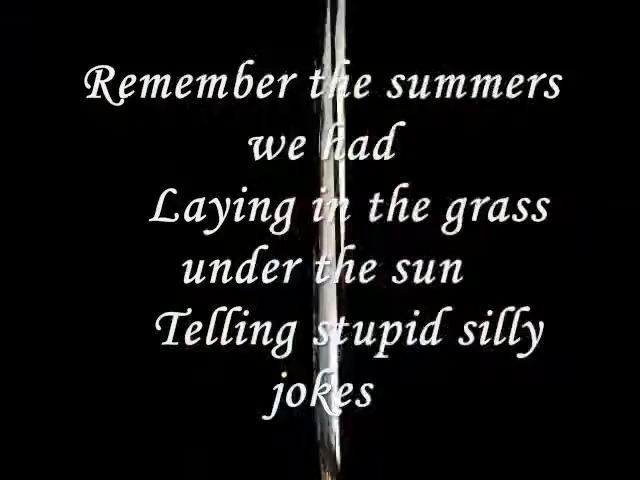 Remember the summers
we had
Laying in the grass
under the sun
Telling stupid silly
jokes